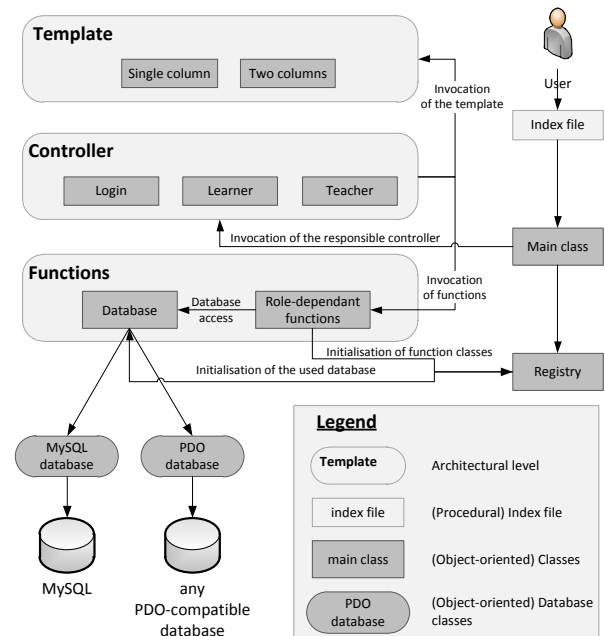 Template
Single column
Two columns
User
Invocation
of the template
Index file
Controller
Login
Learner
Teacher
Invocation of the responsible controller
Main class
Functions
Invocation
of functions
Database
Database
access
Role-dependant
functions
Initialisation of function classes
Initialisation of the used database
Registry
MySQL
database
PDO
database
MySQL
any
PDO-compatible
database
Legend
Template
Architectural level
index file
(Procedural) Index file
main class
(Object-oriented) Classes
PDO
database
(Object-oriented) Database
classes